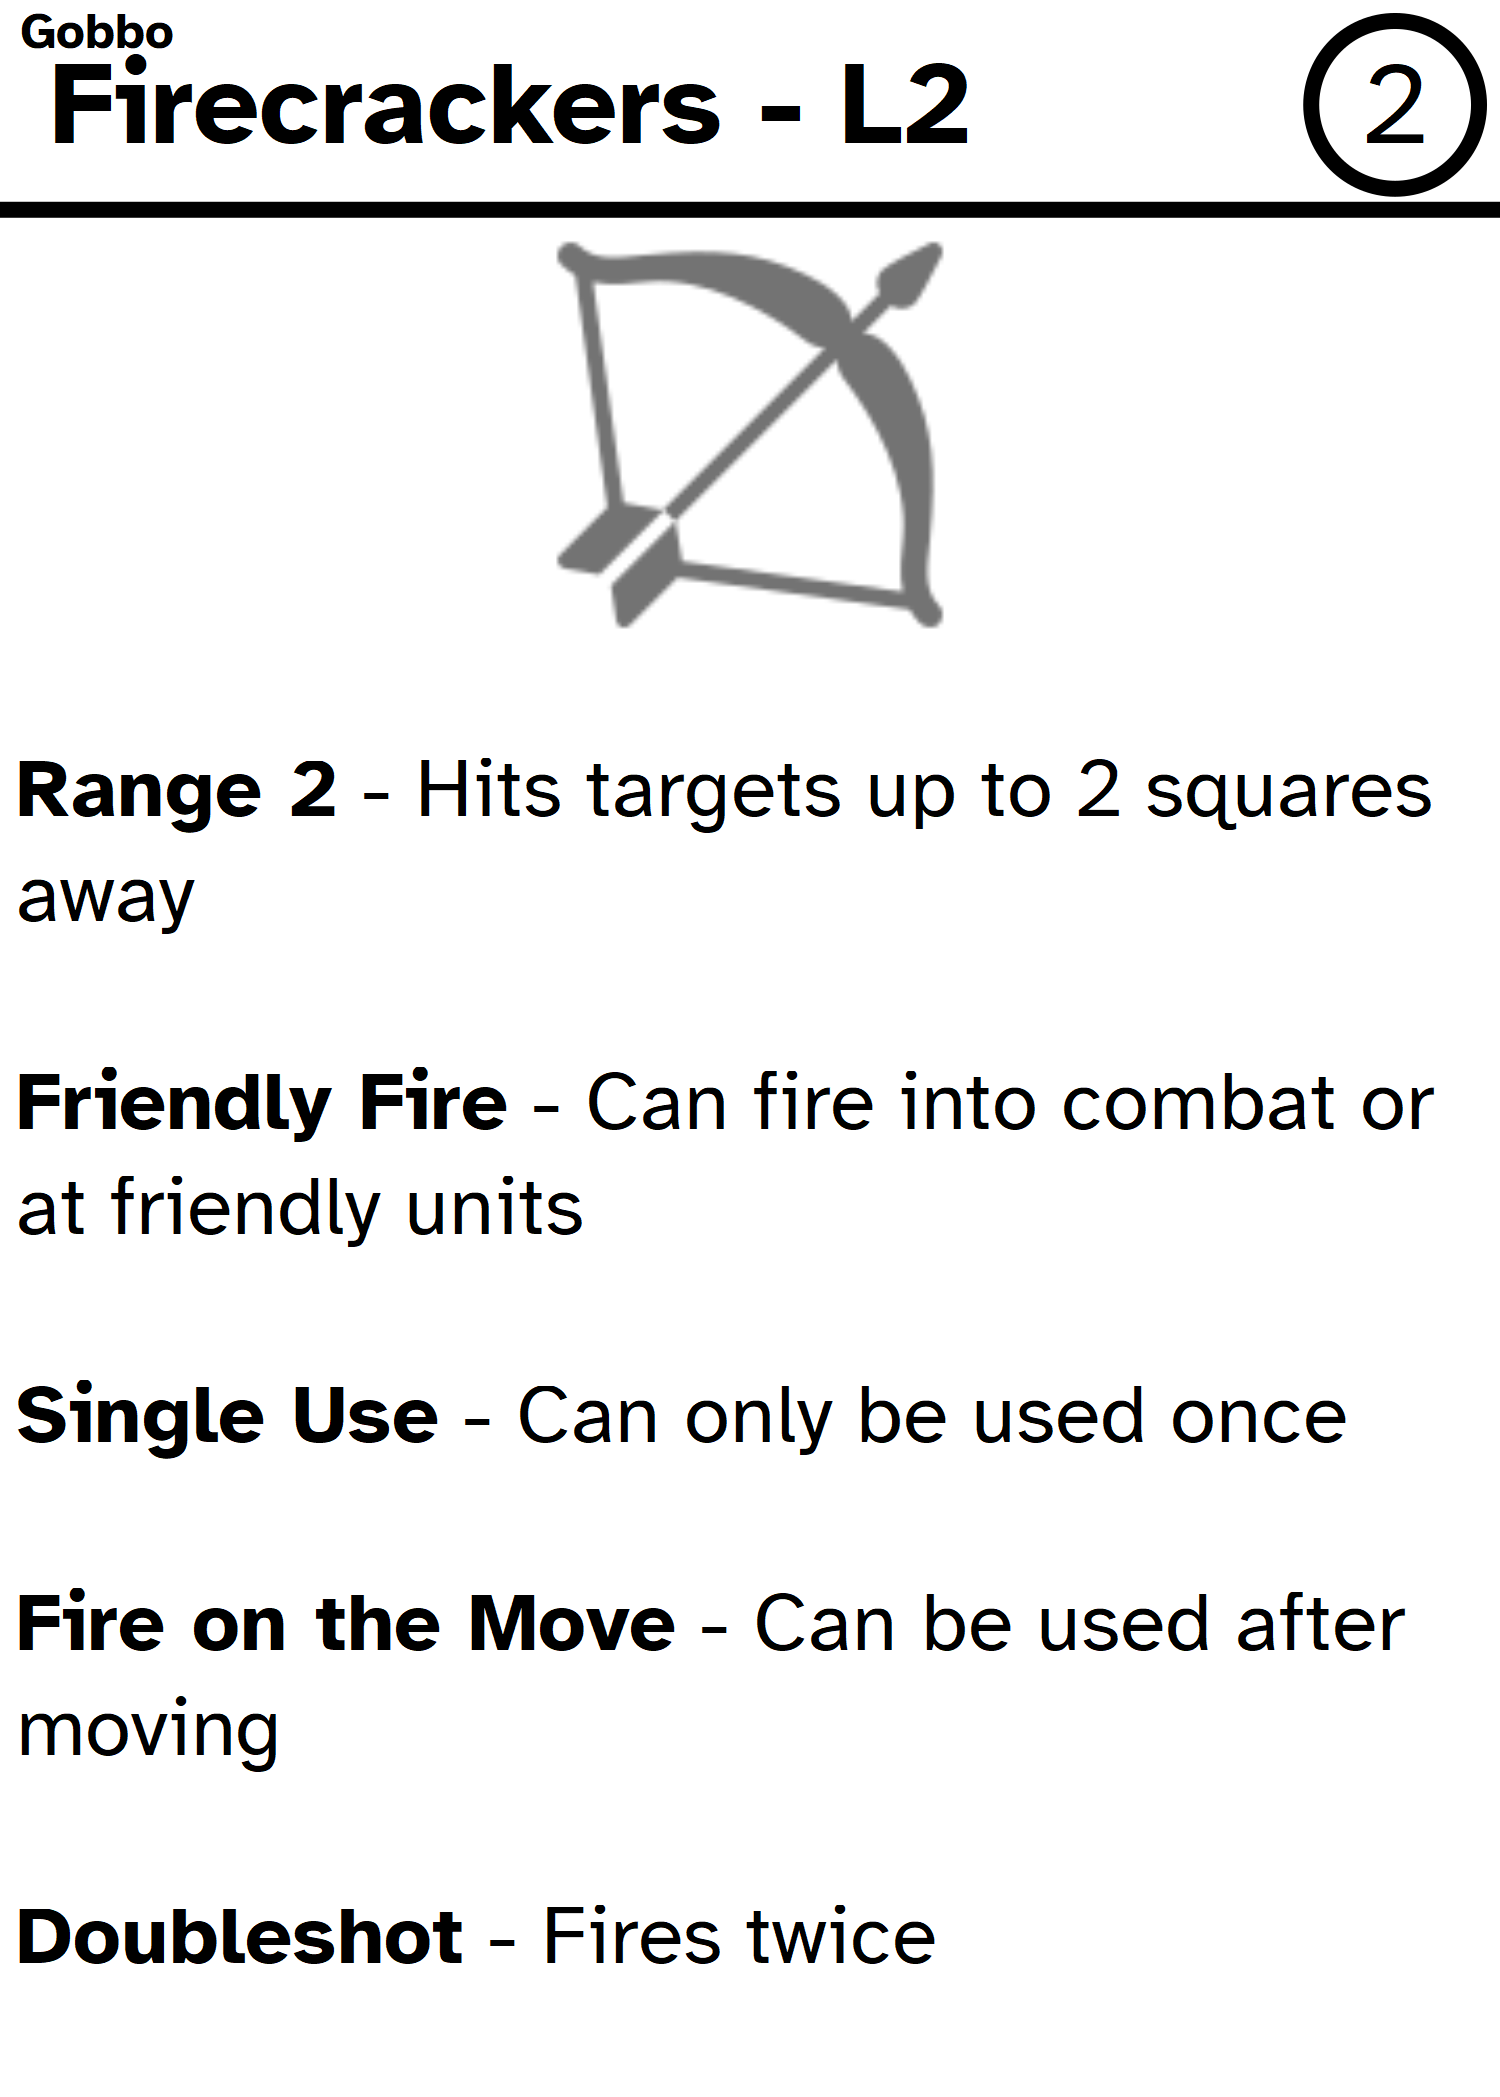 Gobbo
Firecrackers - L2
2
Range 2 - Hits targets up to 2 squares
away
Friendly Fire - Can fire into combat or
at friendly units
Single Use - Can only be used once
Fire on the Move - Can be used after
moving
Doubleshot - Fires twice